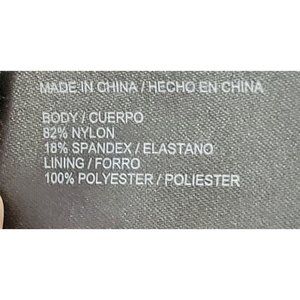 MADE IN CHINA / HECHO EN CHINA
BODY / CUERPO
82% NYLON
18% SPANDEX / ELASTANO
LINING / FORRO
100% POLYESTER / POLIESTER